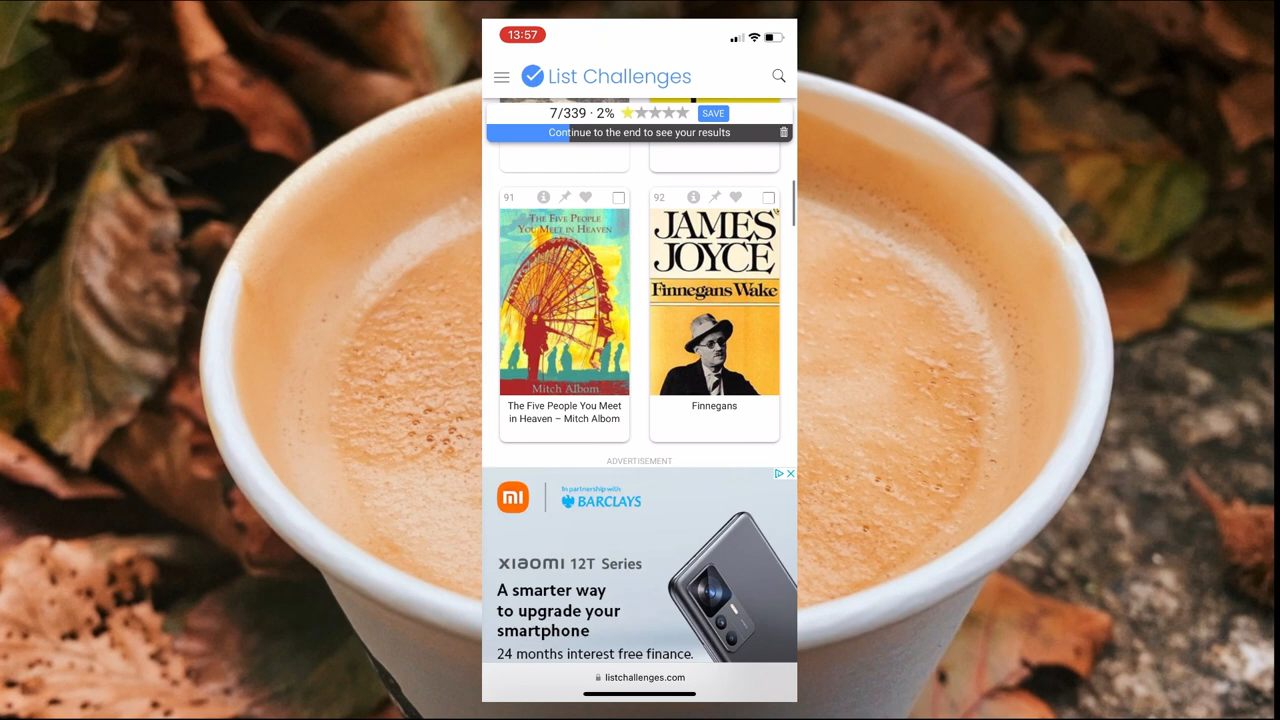 13:57
List Challenges
7/339 · 2%
SAVE
Continue to the end to see your results
91
92
THE FIVE PEOPLE
YOU MEET IN HEAVEN
Mitch Albom
JAMES
JOYCE
Finnegans Wake
The Five People You Meet
in Heaven – Mitch Albom
Finnegans
ADVERTISEMENT
mi
In partnership with
BARCLAYS
XIAOMI 12T Series
A smarter way
to upgrade your
smartphone
24 months interest free finance.
listchallenges.com